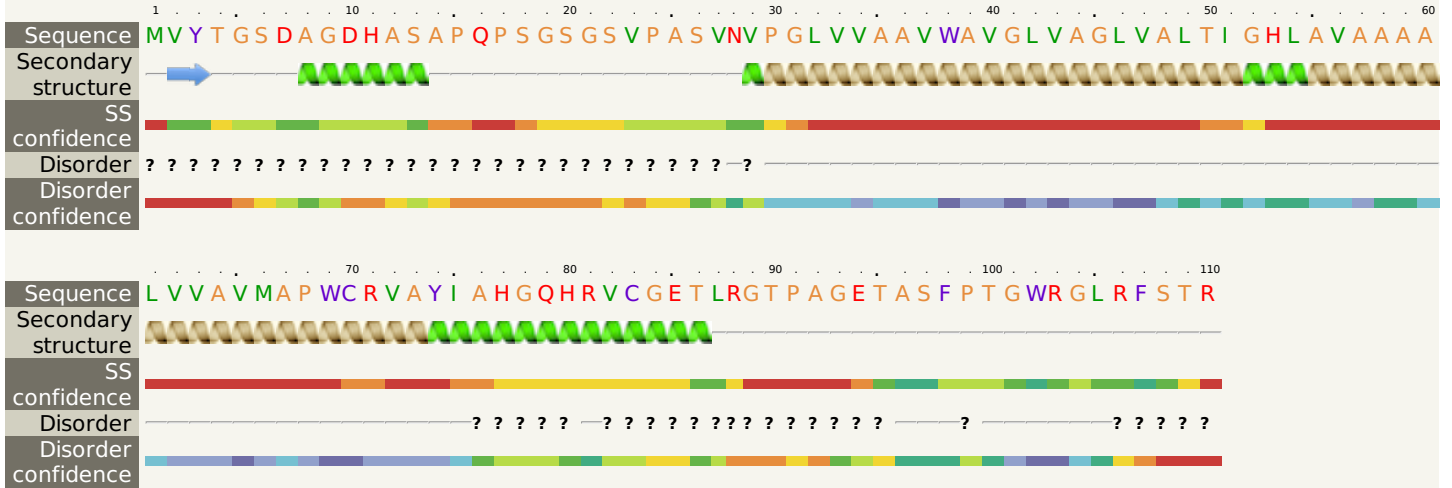 1 . . . 10 . . . 20 . . . 30 . . . 40 . . . 50 . . . 60
Sequence M V Y T G S D A G D H A S A P Q P S G S G S V P A S V N V P G L V V A A V W A V G L V A G L V A L T I G H L A V A A A A
Secondary
structure
SS
confidence
Disorder ? ? ? ? ? ? ? ? ? ? ? ? ? ? ? ? ? ? ? ? ? ? ? ? ? ? ? ?
Disorder
confidence
. . . 70 . . . 80 . . . 90 . . . 100 . . . 110
Sequence L V V A V M A P W C R V A Y I A H G Q H R V C G E T L R G T P A G E T A S F P T G W R G L R F S T R
Secondary
structure
SS
confidence
Disorder ? ? ? ? ? ? ? ? ? ? ? ? ? ? ? ? ? ? ? ? ? ? ? ? ?
Disorder
confidence